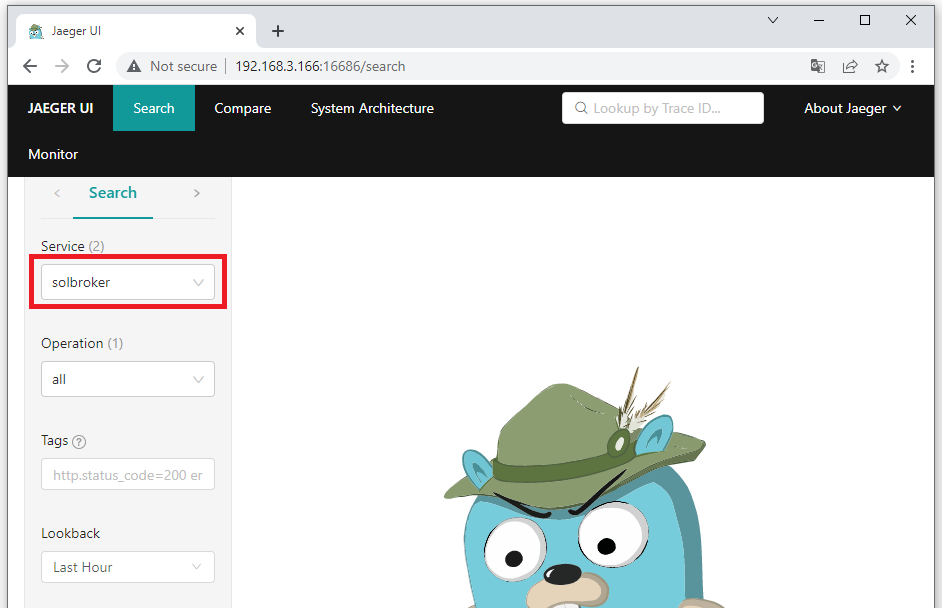 Jaeger UI
Not secure 192.168.3.166:16686/search
JAEGER UI Search Compare System Architecture Lookup by Trace ID... About Jaeger
Monitor
Search
Service (2)
solbroker
Operation (1)
all
Tags ?
http.status_code=200 er
Lookback
Last Hour